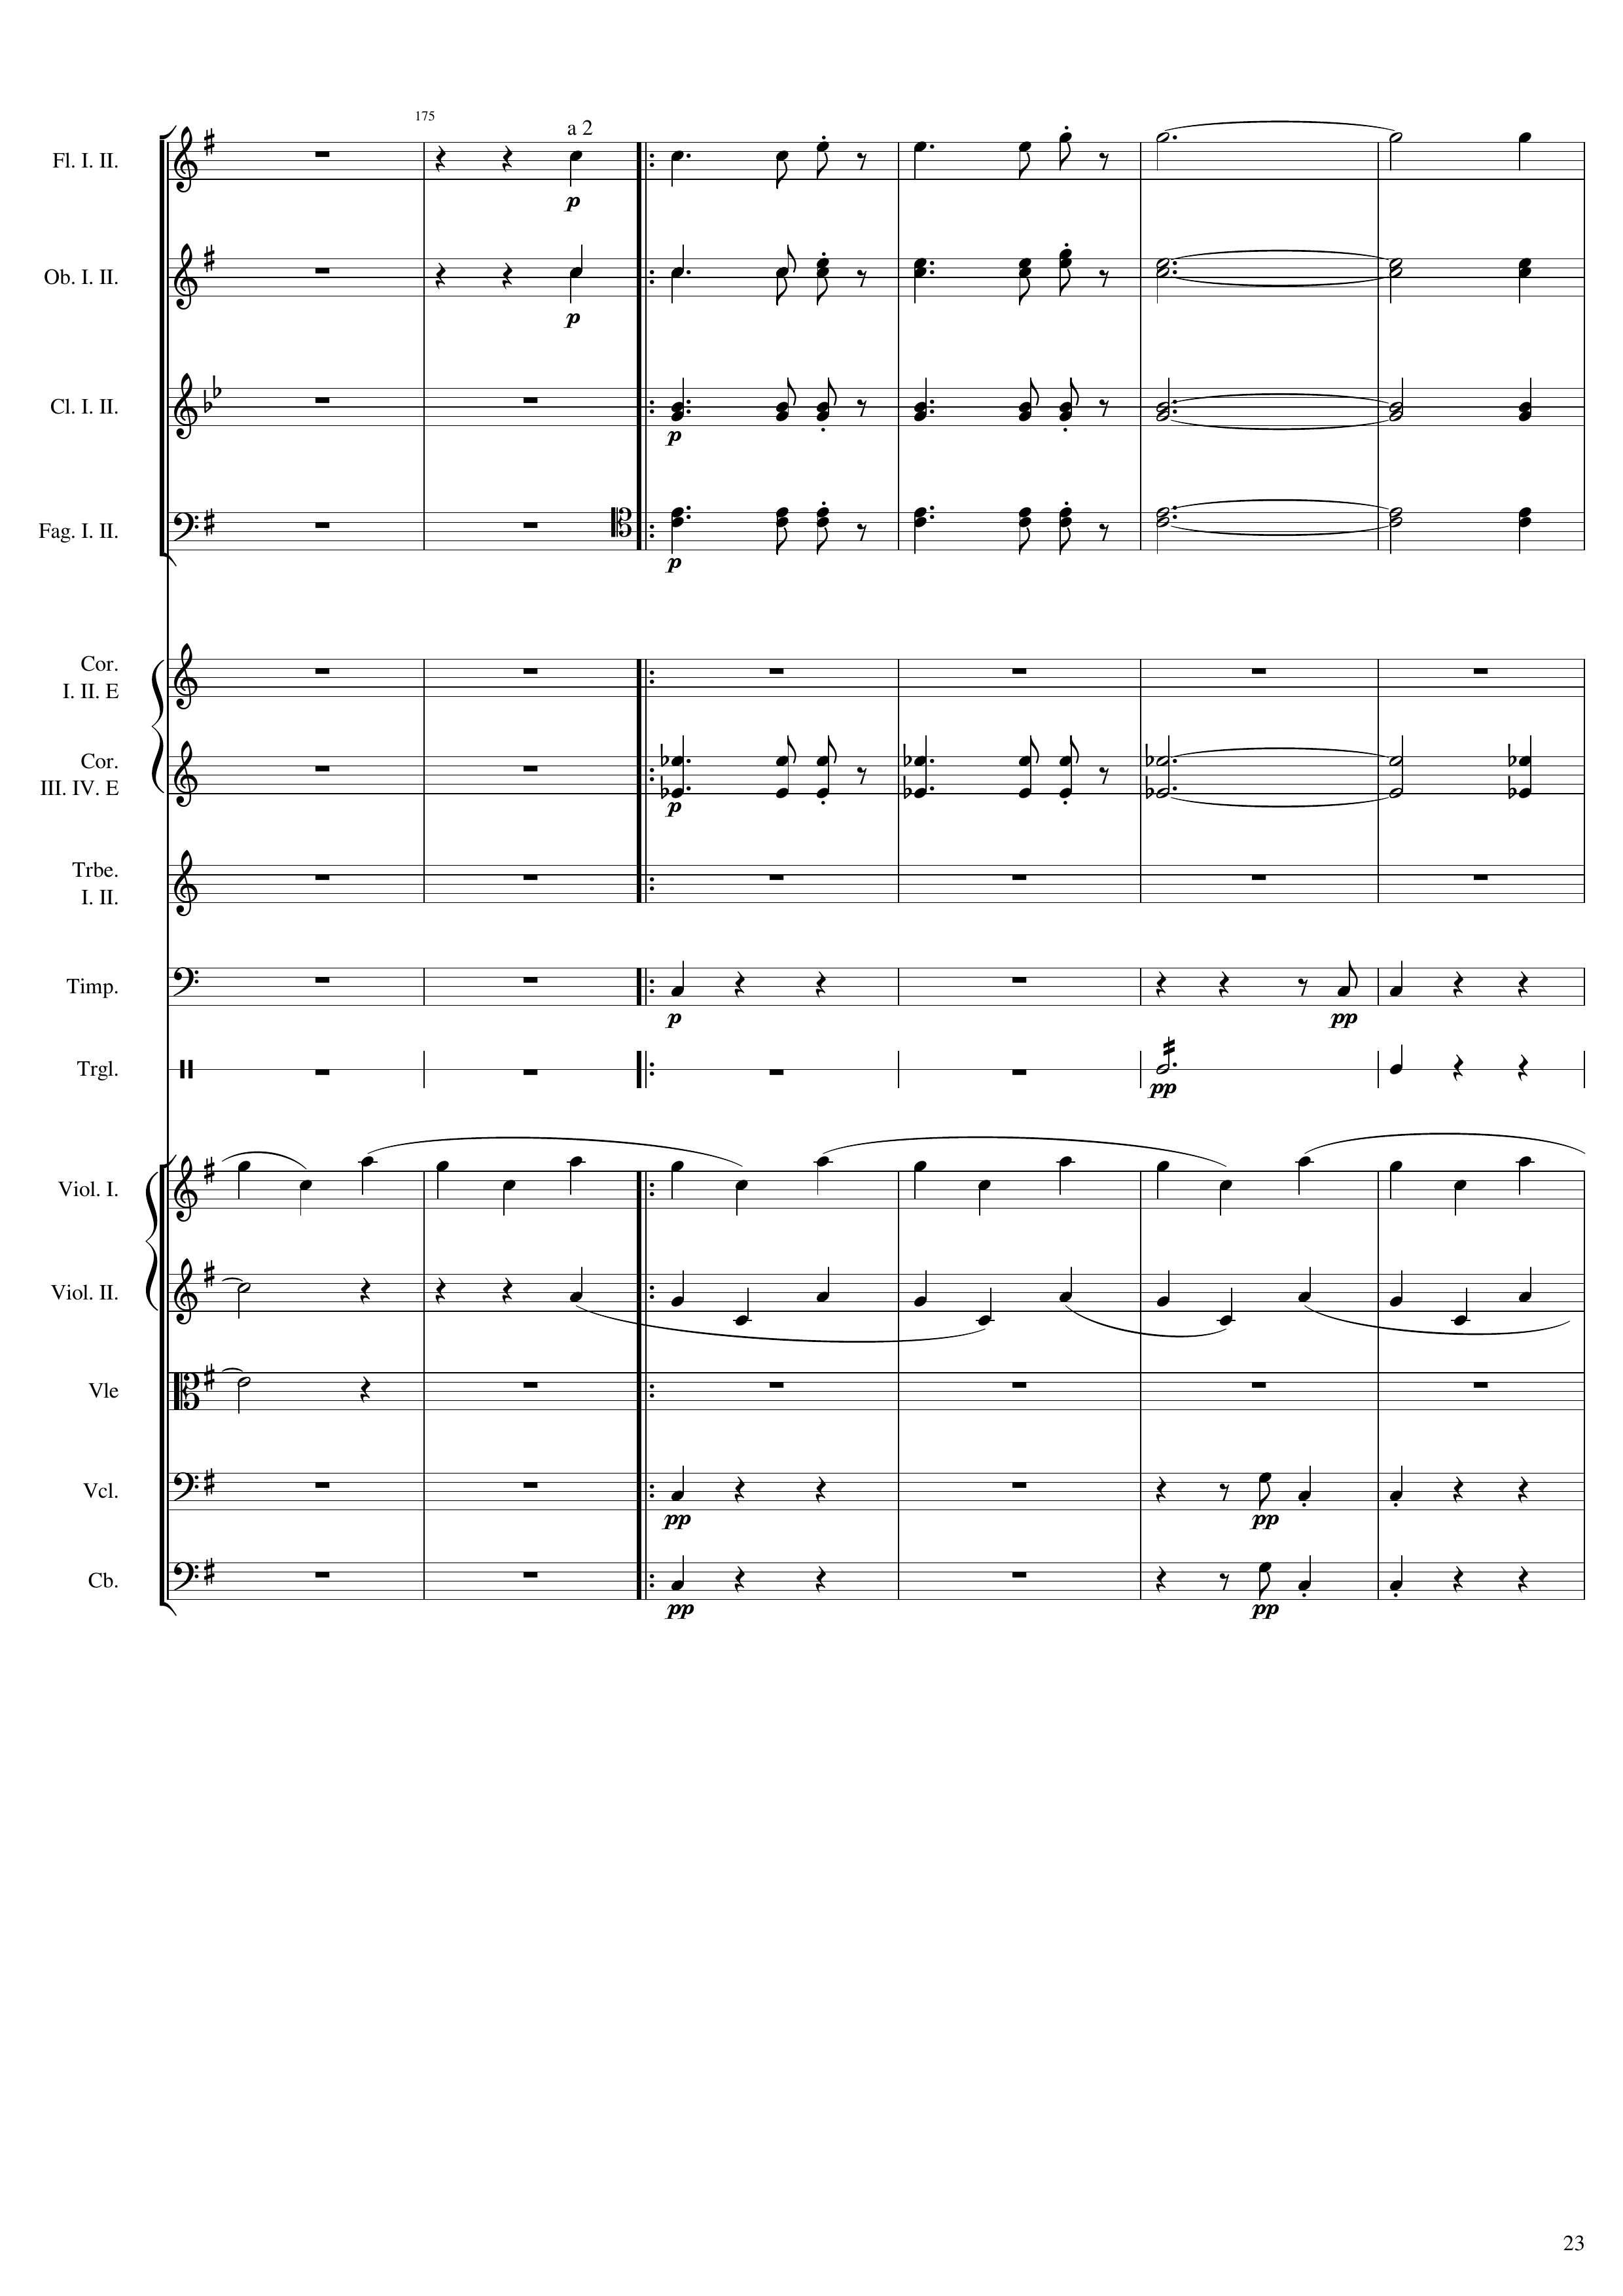 175
a 2
Fl. I. II.
p
Ob. I. II.
p
Cl. I. II.
p
Fag. I. II.
p
Cor.
I. II. E
Cor.
III. IV. E
p
Trbe.
I. II.
Timp.
p
pp
Trgl.
pp
Viol. I.
Viol. II.
Vle
Vcl.
pp
pp
Cb.
pp
pp
23